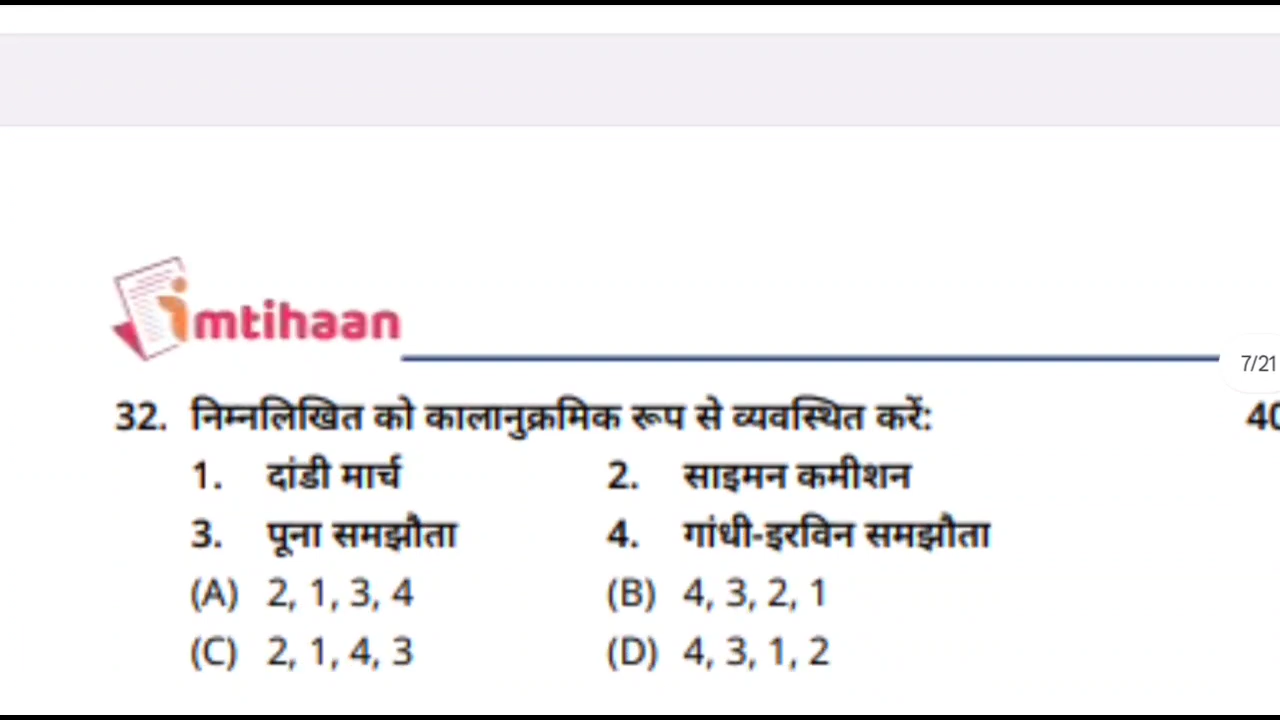 imtihaan
7/21
32. निम्नलिखित को कालानुक्रमिक रूप से व्यवस्थित करें: 40
1. दांडी मार्च 2. साइमन कमीशन
3. पूना समझौता 4. गांधी-इरविन समझौता
(A) 2, 1, 3, 4 (B) 4, 3, 2, 1
(C) 2, 1, 4, 3 (D) 4, 3, 1, 2